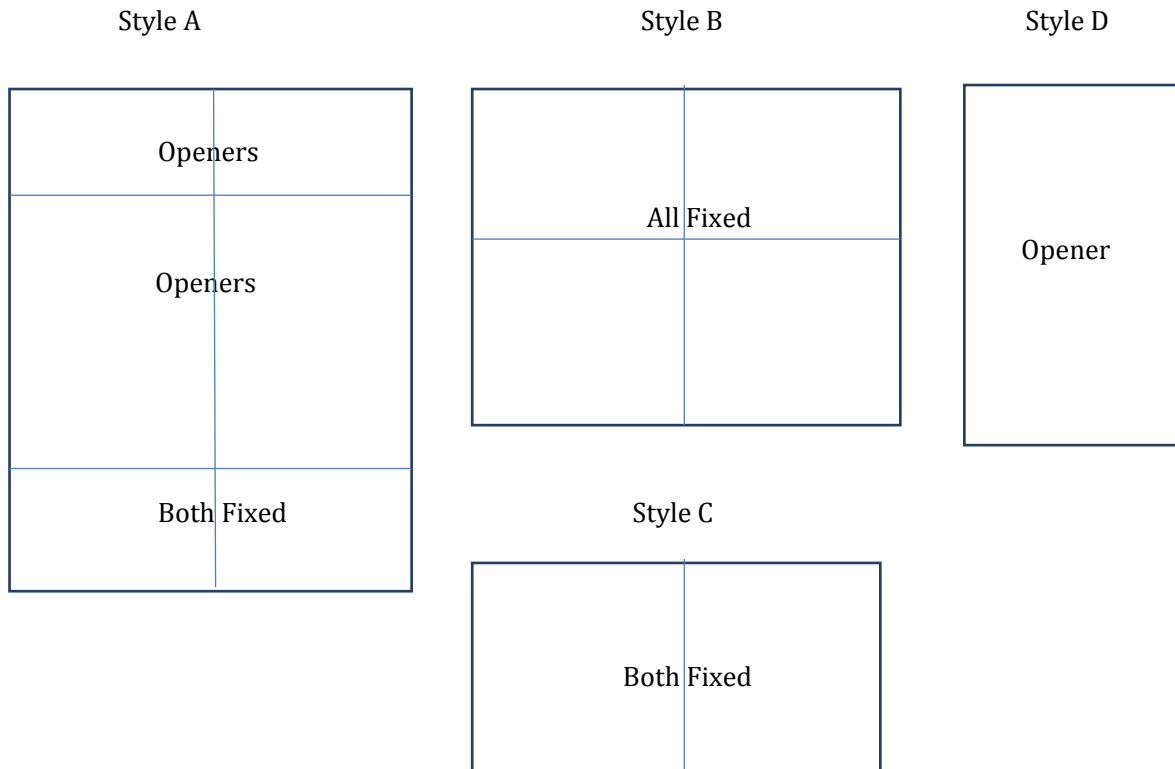 Style A
Style B
Style D
Openers
All Fixed
Opener
Openers
Both Fixed
Style C
Both Fixed